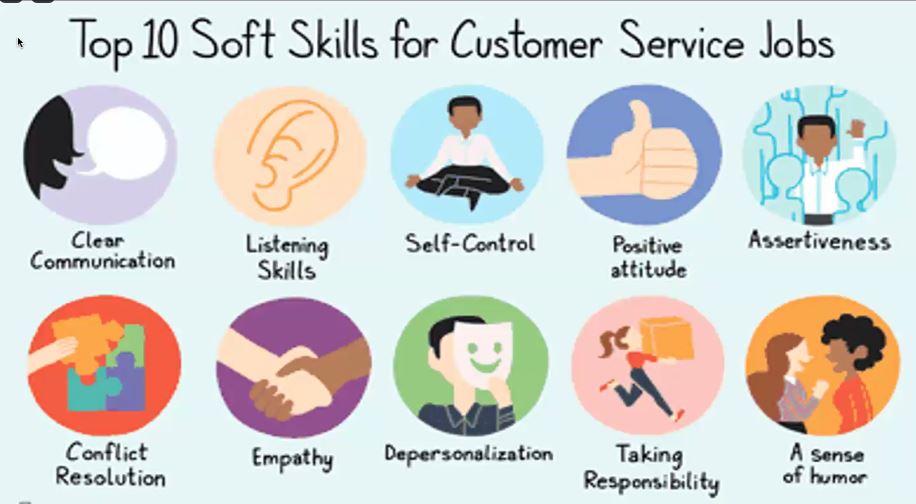 Top 10 Soft Skills for Customer Service Jobs
Clear
Communication
Listening
Skills
Self-Control
Positive
attitude
Assertiveness
Conflict
Resolution
Empathy
Depersonalization
Taking
Responsibility
A sense
of humor